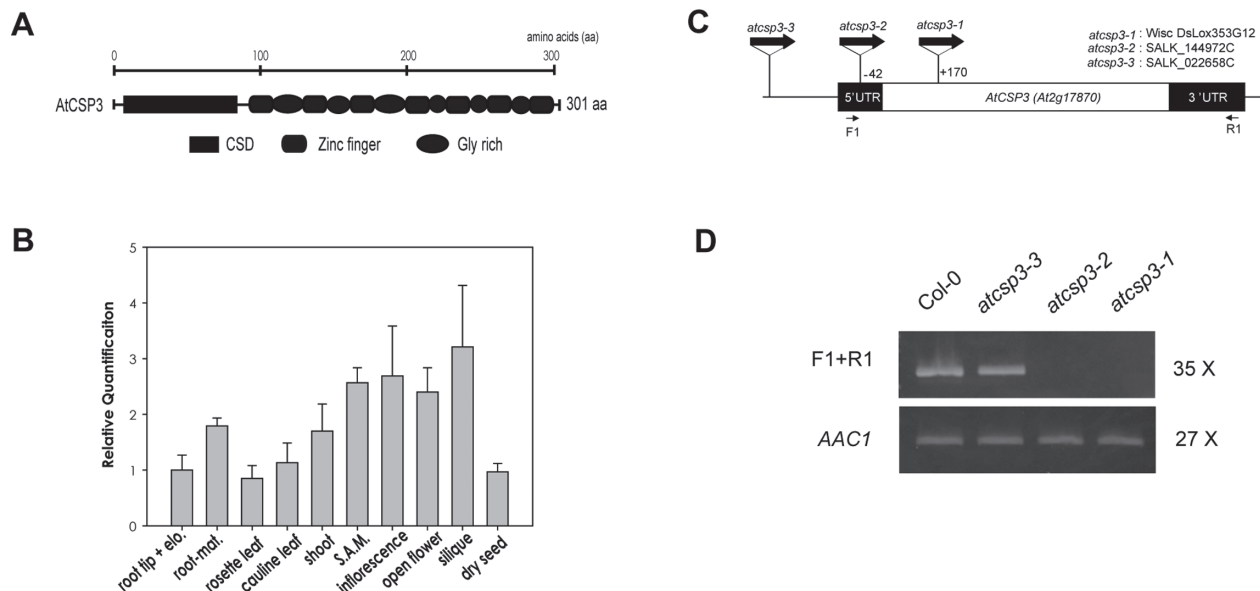 A
amino acids (aa)
0 100 200 300
AtCSP3
301 aa
CSD Zinc finger Gly rich
B
Relative Quantificaiton
5
4
3
2
1
0
root tip + elo.
root-mat.
rosette leaf
cauline leaf
shoot
S.A.M.
inflorescence
open flower
silique
dry seed
C
atcsp3-3 atcsp3-2 atcsp3-1
atcsp3-1 : Wisc DsLox353G12
atcsp3-2 : SALK_144972C
atcsp3-3 : SALK_022658C
-42 +170
5'UTR AtCSP3 (At2g17870) 3 'UTR
F1 R1
D
Col-0 atcsp3-3 atcsp3-2 atcsp3-1
F1+R1 35 X
AAC1 27 X